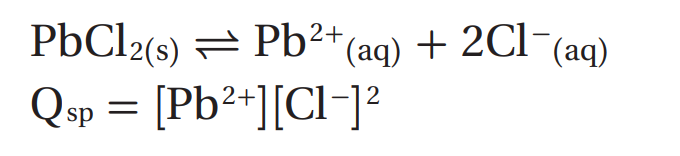 PbCl₂(s) ⇌ Pb²⁺(aq) + 2Cl⁻(aq)
Qsp = [Pb²⁺][Cl⁻]²